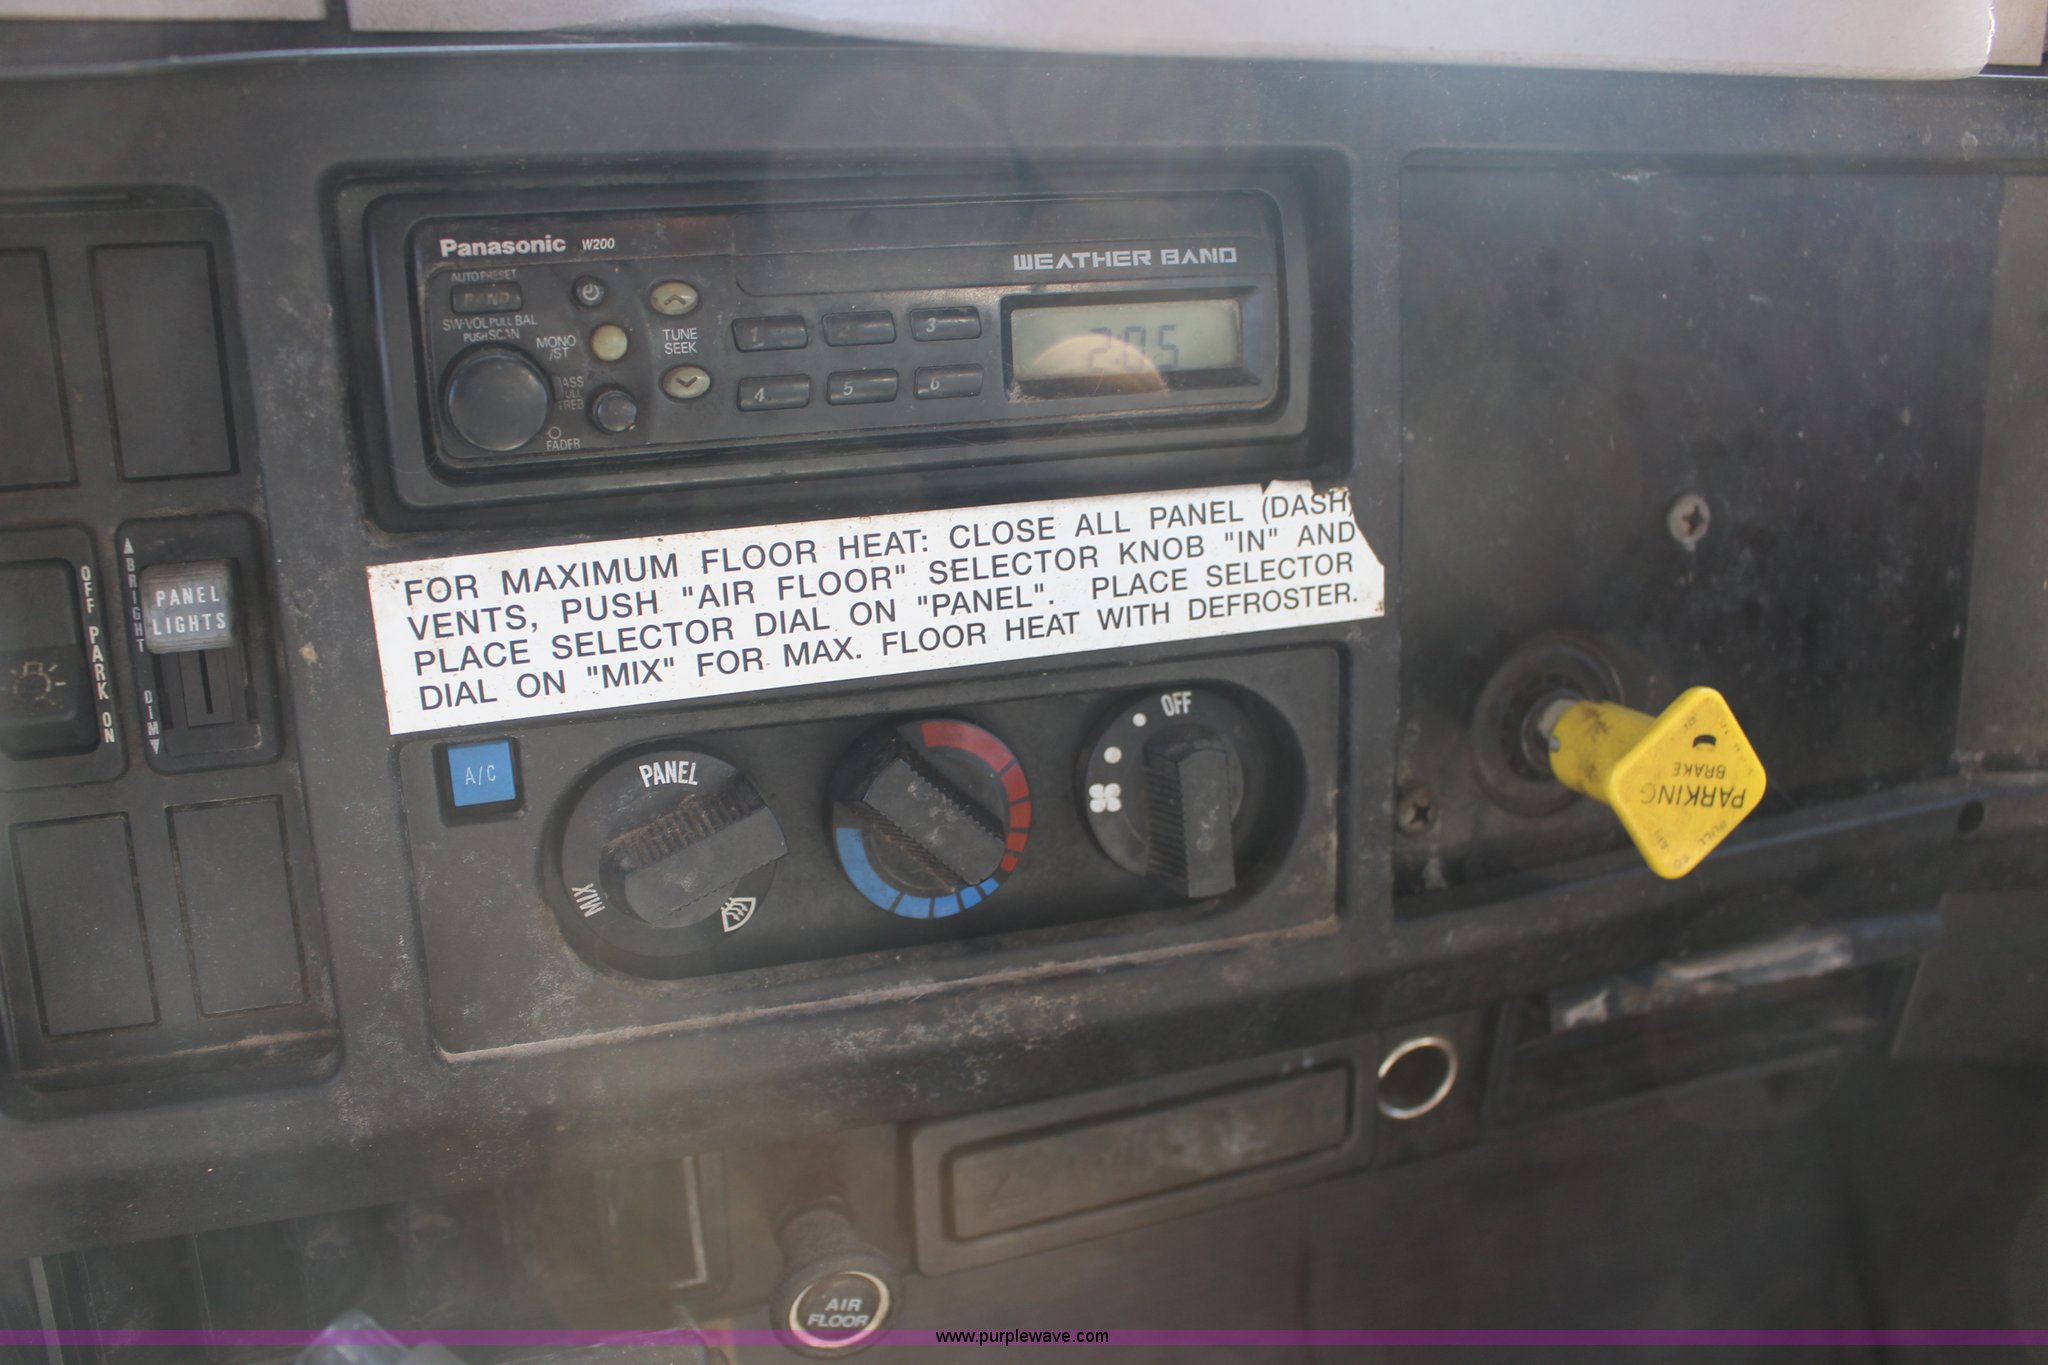 Panasonic W200
WEATHER BAND
AUTO PRESET
BAND
SW·VOL PULL BAL
PUSH SCAN
MONO
/ST
TUNE
SEEK
FADER
1 2 3
4 5 6
2:05
FOR MAXIMUM FLOOR HEAT: CLOSE ALL PANEL (DASH)
VENTS, PUSH "AIR FLOOR" SELECTOR KNOB "IN" AND
PLACE SELECTOR DIAL ON "PANEL". PLACE SELECTOR
DIAL ON "MIX" FOR MAX. FLOOR HEAT WITH DEFROSTER.
OFF PARK ON
BRIGHT
DIM
PANEL
LIGHTS
A/C
PANEL
MIX
OFF
PARKING
BRAKE
AIR
FLOOR
www.purplewave.com